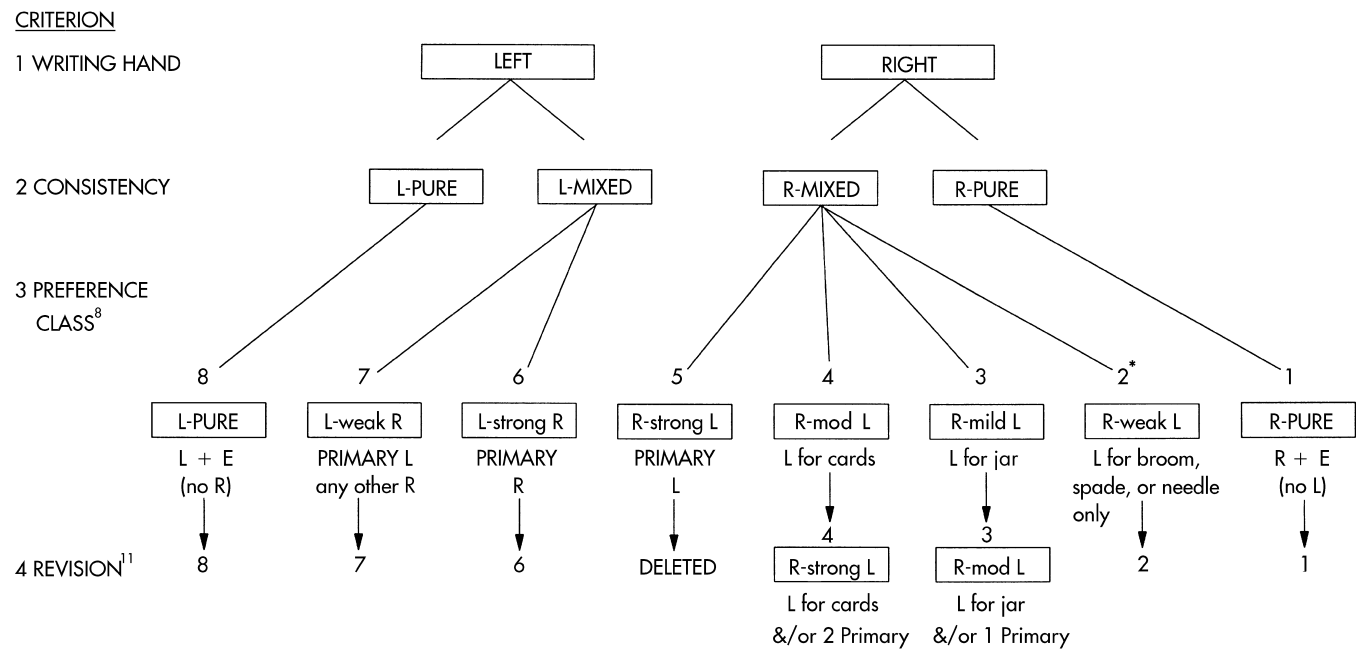 CRITERION
1 WRITING HAND
LEFT
RIGHT
2 CONSISTENCY
L-PURE
L-MIXED
R-MIXED
R-PURE
3 PREFERENCE
CLASS8
8
7
6
5
4
3
2*
1
L-PURE
L-weak R
L-strong R
R-strong L
R-mod L
R-mild L
R-weak L
R-PURE
L + E
(no R)
PRIMARY L
any other R
PRIMARY
R
PRIMARY
L
L for cards
L for jar
L for broom,
spade, or needle
only
R + E
(no L)
4 REVISION11
8
7
6
DELETED
4
R-strong L
L for cards
&/or 2 Primary
3
R-mod L
L for jar
&/or 1 Primary
2
1